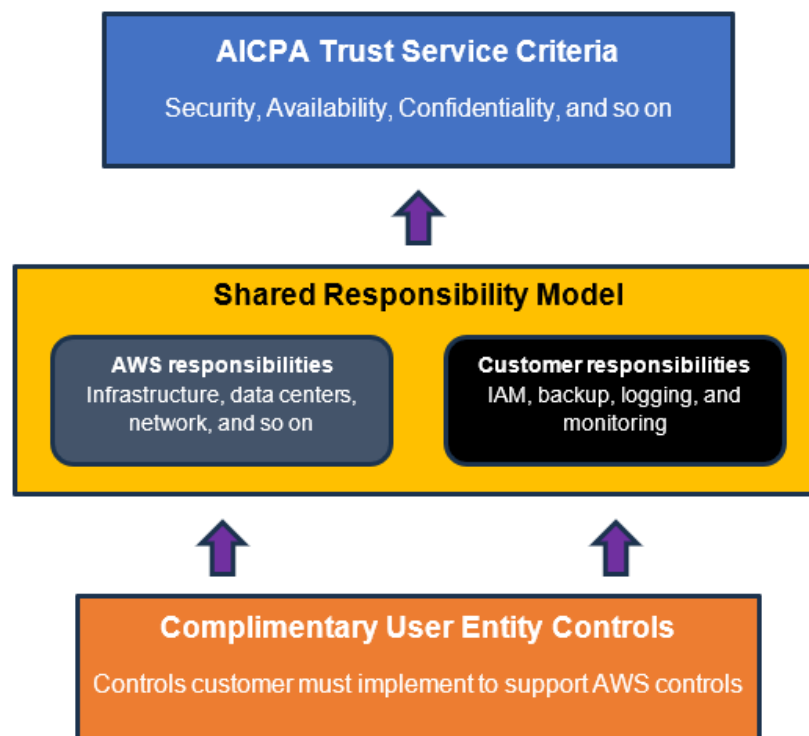 AICPA Trust Service Criteria
Security, Availability, Confidentiality, and so on
Shared Responsibility Model
AWS responsibilities
Infrastructure, data centers,
network, and so on
Customer responsibilities
IAM, backup, logging, and
monitoring
Complimentary User Entity Controls
Controls customer must implement to support AWS controls